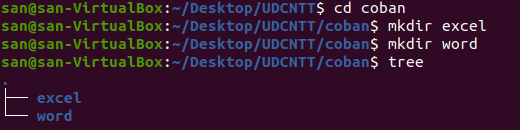 san@san-VirtualBox:~/Desktop/UDCNTT$ cd coban
san@san-VirtualBox:~/Desktop/UDCNTT/coban$ mkdir excel
san@san-VirtualBox:~/Desktop/UDCNTT/coban$ mkdir word
san@san-VirtualBox:~/Desktop/UDCNTT/coban$ tree
.
├── excel
└── word